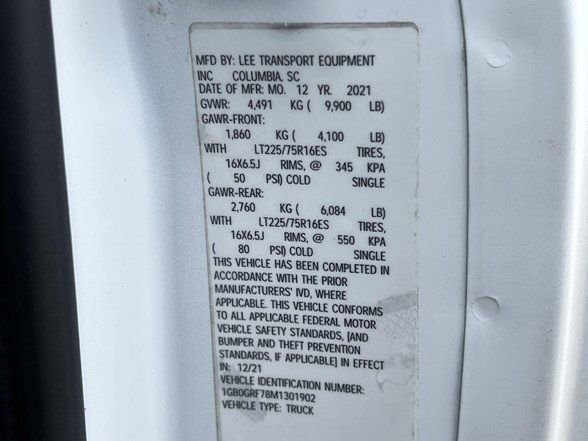 MFD BY: LEE TRANSPORT EQUIPMENT
INC COLUMBIA, SC
DATE OF MFR: MO. 12 YR. 2021
GVWR: 4,491 KG ( 9,900 LB)
GAWR-FRONT:
1,860 KG ( 4,100 LB)
WITH LT225/75R16ES TIRES,
16X6.5J RIMS, @ 345 KPA
( 50 PSI) COLD SINGLE
GAWR-REAR:
2,760 KG ( 6,084 LB)
WITH LT225/75R16ES TIRES,
16X6.5J RIMS, @ 550 KPA
( 80 PSI) COLD SINGLE
THIS VEHICLE HAS BEEN COMPLETED IN
ACCORDANCE WITH THE PRIOR
MANUFACTURERS' IVD, WHERE
APPLICABLE. THIS VEHICLE CONFORMS
TO ALL APPLICABLE FEDERAL MOTOR
VEHICLE SAFETY STANDARDS, [AND
BUMPER AND THEFT PREVENTION
STANDARDS, IF APPLICABLE] IN EFFECT
IN: 12/21
VEHICLE IDENTIFICATION NUMBER:
1GB0GRF78M1301902
VEHICLE TYPE: TRUCK